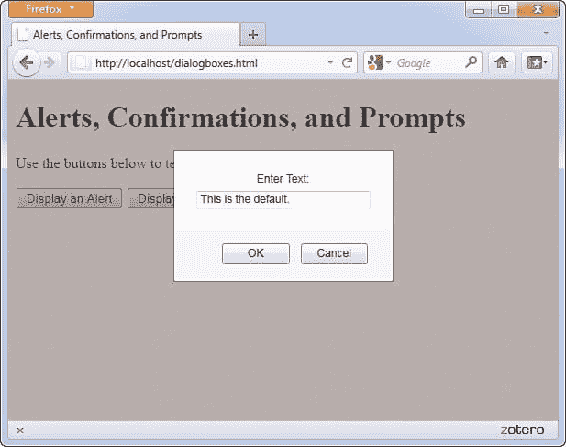 Firefox
Alerts, Confirmations, and Prompts
http://localhost/dialogboxes.html
Google
Alerts, Confirmations, and Prompts
Use the buttons below to te
Enter Text:
This is the default.
Display an Alert
Display
OK
Cancel
zotero